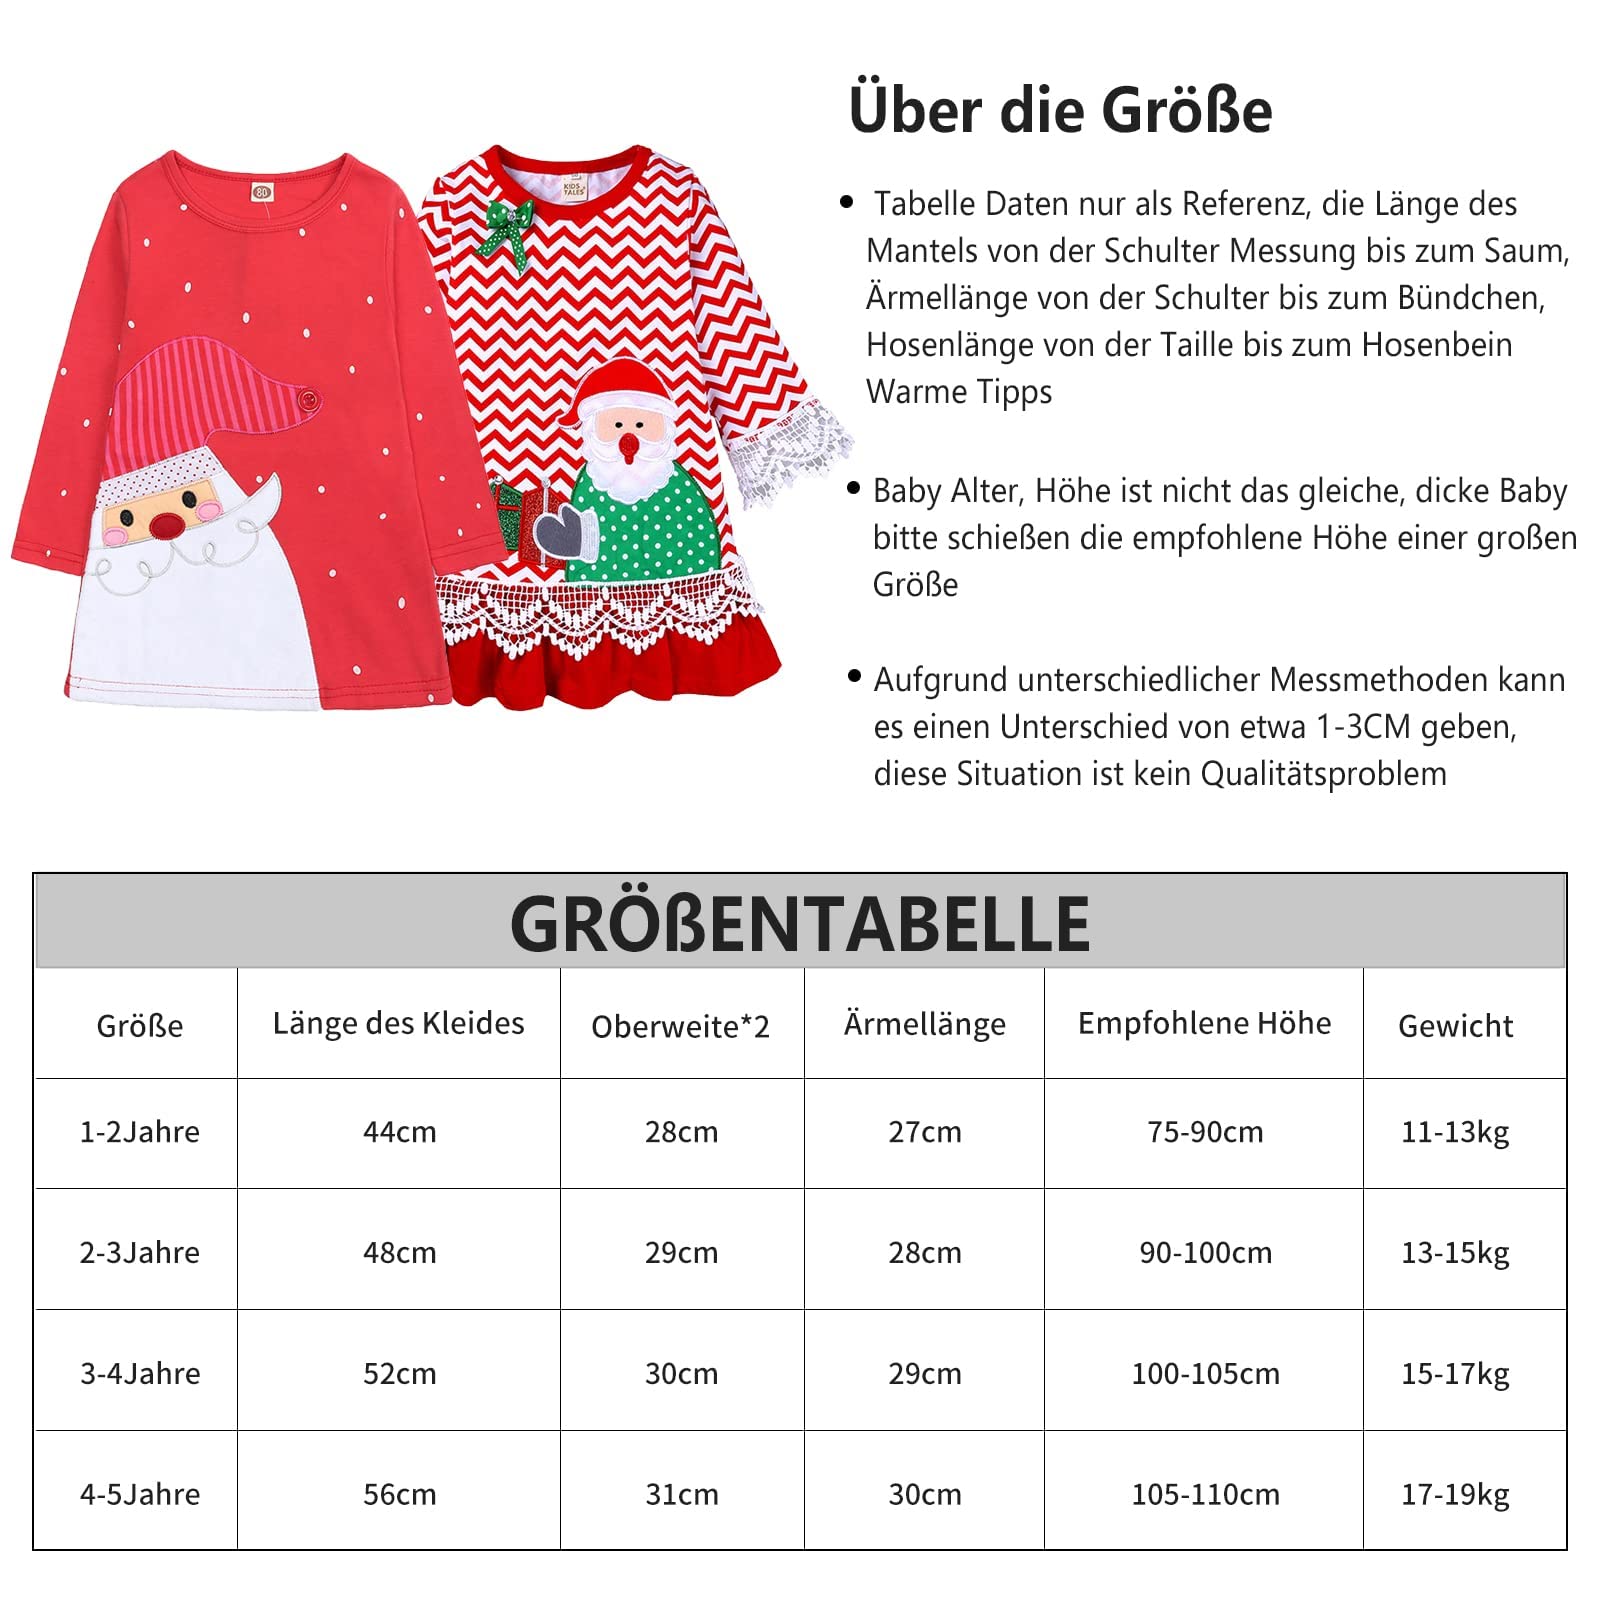 80
KIDS
TALES
Über die Größe
Tabelle Daten nur als Referenz, die Länge des
Mantels von der Schulter Messung bis zum Saum,
Ärmellänge von der Schulter bis zum Bündchen,
Hosenlänge von der Taille bis zum Hosenbein
Warme Tipps
Baby Alter, Höhe ist nicht das gleiche, dicke Baby
bitte schießen die empfohlene Höhe einer großen
Größe
Aufgrund unterschiedlicher Messmethoden kann
es einen Unterschied von etwa 1-3CM geben,
diese Situation ist kein Qualitätsproblem
GRÖßENTABELLE
Größe Länge des Kleides Oberweite*2 Ärmellänge Empfohlene Höhe Gewicht
1-2Jahre 44cm 28cm 27cm 75-90cm 11-13kg
2-3Jahre 48cm 29cm 28cm 90-100cm 13-15kg
3-4Jahre 52cm 30cm 29cm 100-105cm 15-17kg
4-5Jahre 56cm 31cm 30cm 105-110cm 17-19kg